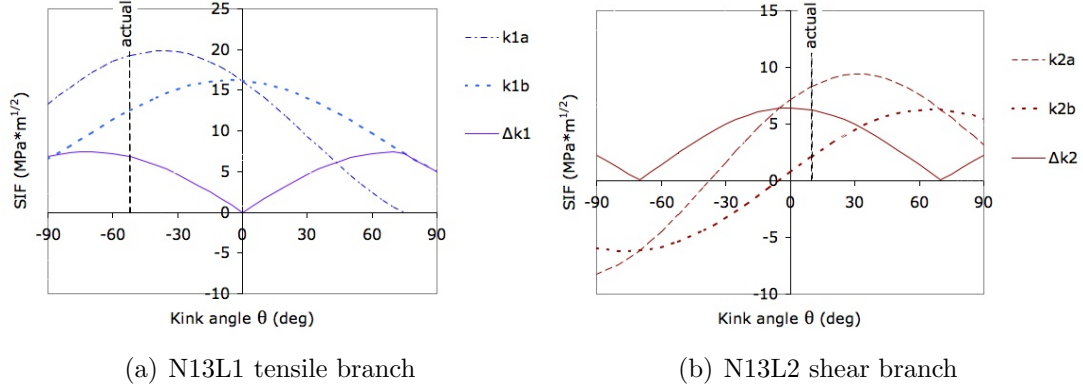 25
20
15
10
5
0
-5
-10
-90
-60
-30
0
30
60
90
actual
SIF (MPa*m1/2)
Kink angle θ (deg)
k1a
k1b
Δk1
(a) N13L1 tensile branch
15
10
5
0
-5
-10
-90
-60
-30
0
30
60
90
actual
SIF (MPa*m1/2)
Kink angle θ (deg)
k2a
k2b
Δk2
(b) N13L2 shear branch